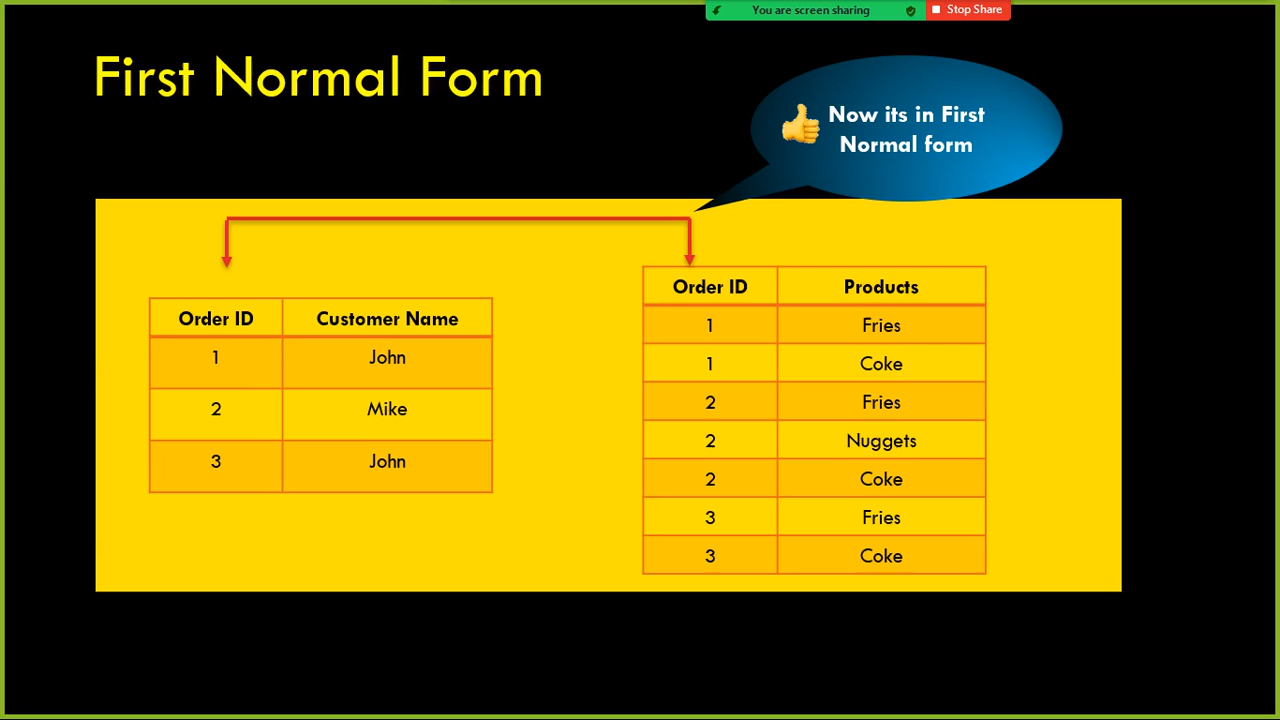 You are screen sharing
Stop Share
First Normal Form
Now its in First
Normal form
Order ID Customer Name
1 John
2 Mike
3 John
Order ID Products
1 Fries
1 Coke
2 Fries
2 Nuggets
2 Coke
3 Fries
3 Coke